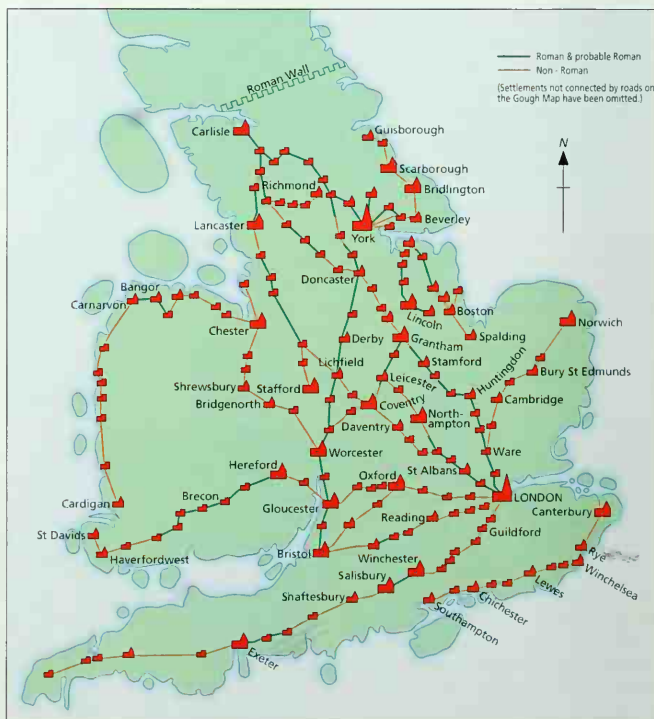 Roman & probable Roman
Non - Roman
(Settlements not connected by roads on
the Gough Map have been omitted.)
N
Roman Wall
Carlisle
Guisborough
Scarborough
Richmond
Bridlington
Lancaster
York
Beverley
Doncaster
Bangor
Carnarvon
Chester
Lincoln
Boston
Spalding
Norwich
Derby
Grantham
Stamford
Huntingdon
Bury St Edmunds
Lichfield
Shrewsbury
Stafford
Leicester
Cambridge
Bridgenorth
Coventry
North-
ampton
Daventry
Worcester
Ware
Hereford
Oxford
St Albans
Cardigan
Brecon
Gloucester
LONDON
Canterbury
St Davids
Haverfordwest
Reading
Guildford
Bristol
Winchester
Salisbury
Rye
Winchelsea
Shaftesbury
Lewes
Chichester
Southampton
Exeter